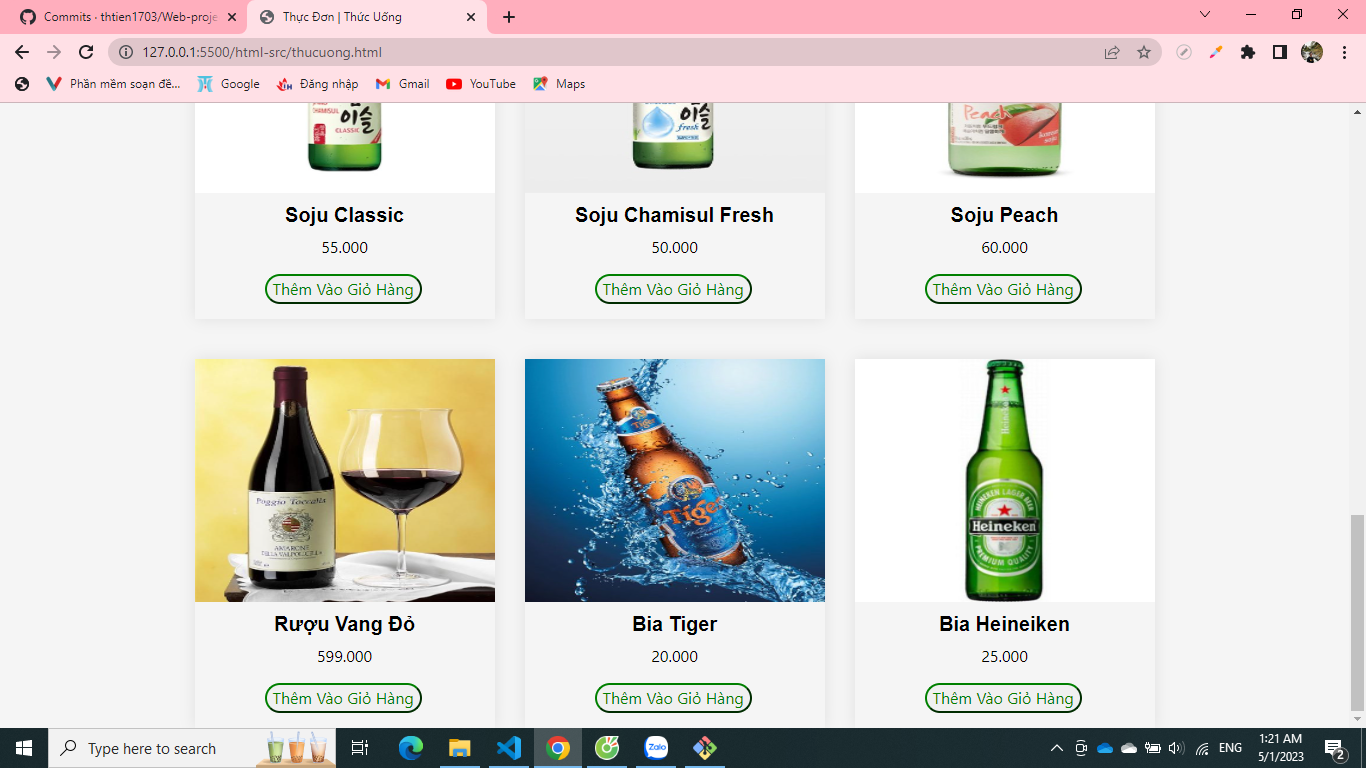 Commits · thtien1703/Web-proje
Thực Đơn | Thức Uống
127.0.0.1:5500/html-src/thucuong.html
Phần mềm soạn đề...
Google
Đăng nhập
Gmail
YouTube
Maps
이슬
CLASSIC
이슬
fresh
Peach
Soju Classic
Soju Chamisul Fresh
Soju Peach
55.000
50.000
60.000
Thêm Vào Giỏ Hàng
Thêm Vào Giỏ Hàng
Thêm Vào Giỏ Hàng
Poggio Toccalta
AMARONE
DELLA VALPOLICELLA
Tiger
Tiger
Heineken
HEINEKEN LAGER BEER
Heineken
PREMIUM QUALITY
Rượu Vang Đỏ
Bia Tiger
Bia Heineiken
599.000
20.000
25.000
Thêm Vào Giỏ Hàng
Thêm Vào Giỏ Hàng
Thêm Vào Giỏ Hàng
Type here to search
Zalo
ENG
1:21 AM
5/1/2023
2